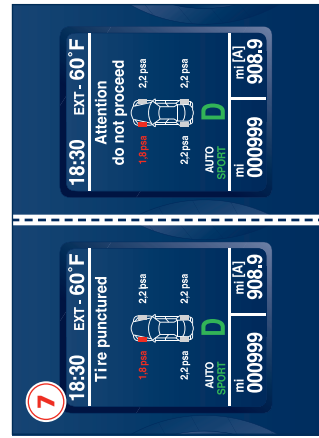 7
18:30 EXT - 60°F
Tire punctured
1,8 psa 2,2 psa
2,2 psa 2,2 psa
AUTO
SPORT D
mi mi [A]
000999 908.9
18:30 EXT - 60°F
Attention
do not proceed
1,8 psa 2,2 psa
2,2 psa 2,2 psa
AUTO
SPORT D
mi mi [A]
000999 908.9